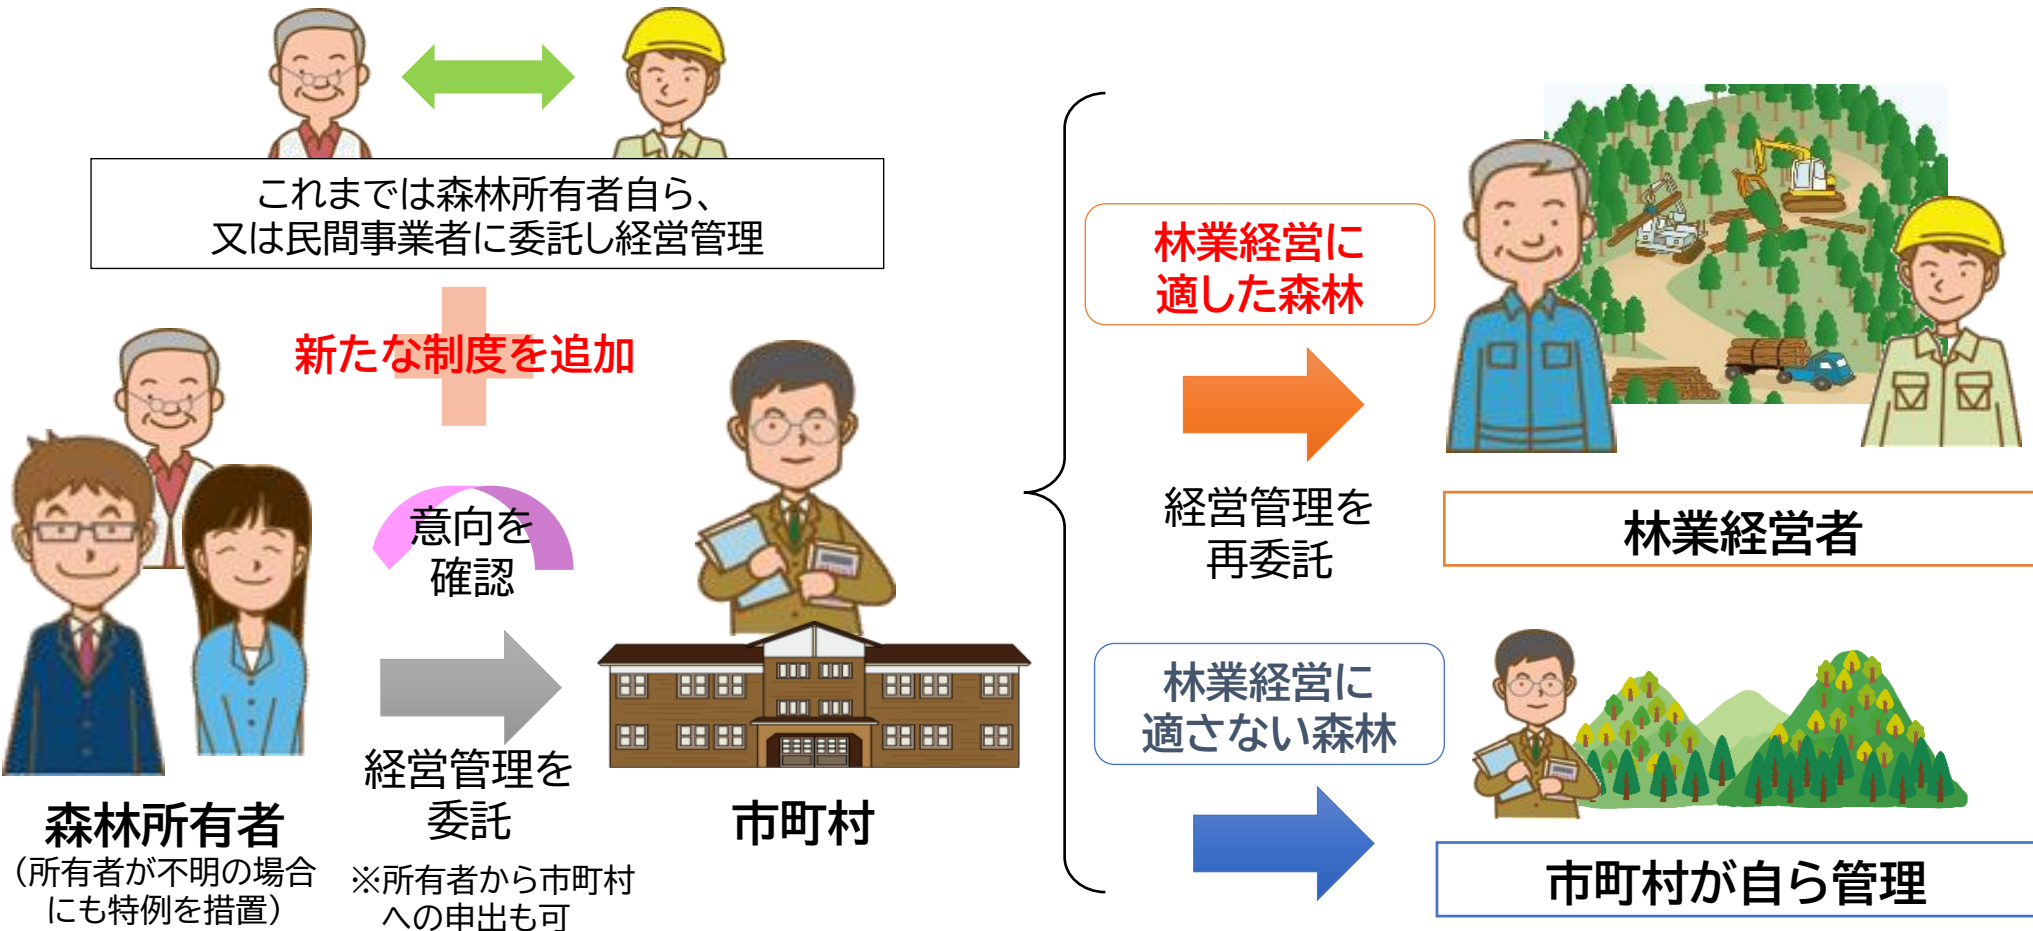 これまでは森林所有者自ら、
又は民間事業者に委託し経営管理
新たな制度を追加
意向を
確認
経営管理を
委託
※所有者から市町村
への申出も可
森林所有者
（所有者が不明の場合
にも特例を措置）
市町村
林業経営に
適した森林
経営管理を
再委託
林業経営者
林業経営に
適さない森林
市町村が自ら管理